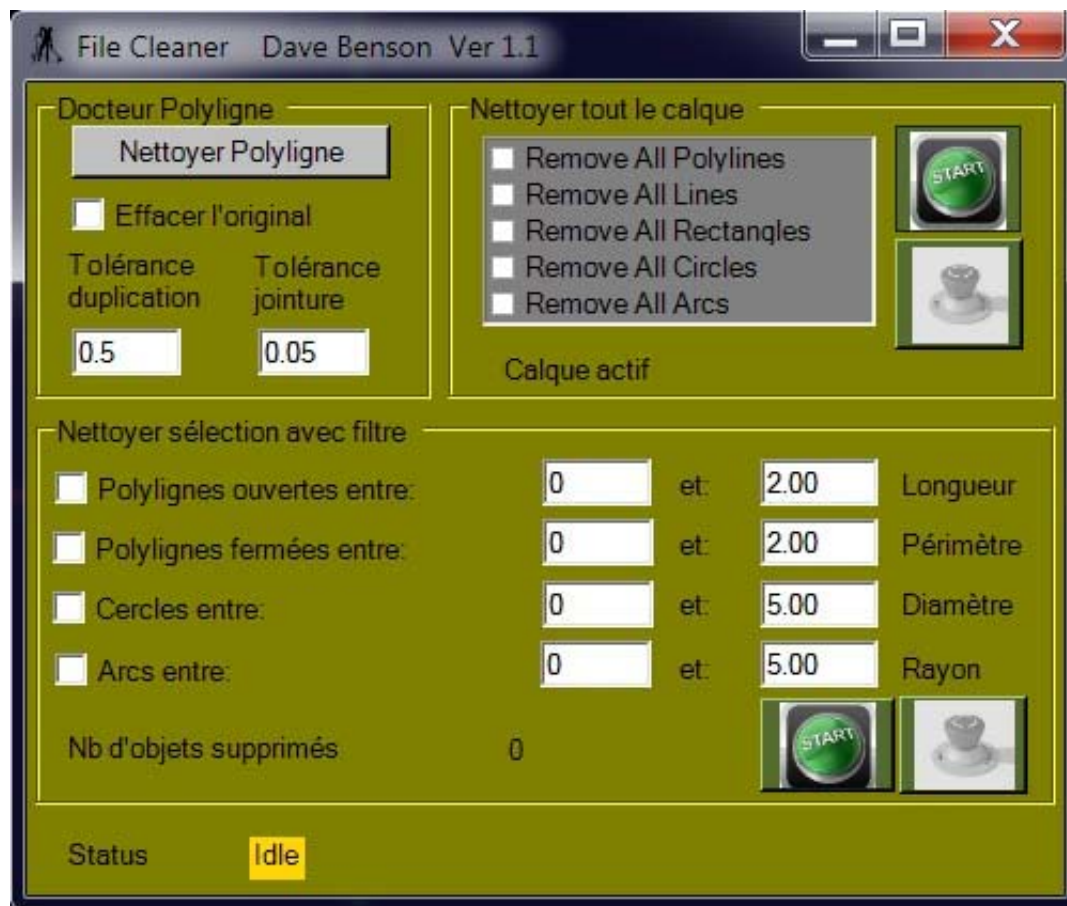 File Cleaner Dave Benson Ver 1.1
Docteur Polyligne
Nettoyer Polyligne
Effacer l'original
Tolérance duplication
Tolérance jointure
0.5
0.05
Nettoyer tout le calque
Remove All Polylines
Remove All Lines
Remove All Rectangles
Remove All Circles
Remove All Arcs
START
Calque actif
Nettoyer sélection avec filtre
Polylignes ouvertes entre: 0 et: 2.00 Longueur
Polylignes fermées entre: 0 et: 2.00 Périmètre
Cercles entre: 0 et: 5.00 Diamètre
Arcs entre: 0 et: 5.00 Rayon
Nb d'objets supprimés 0
START
Status Idle